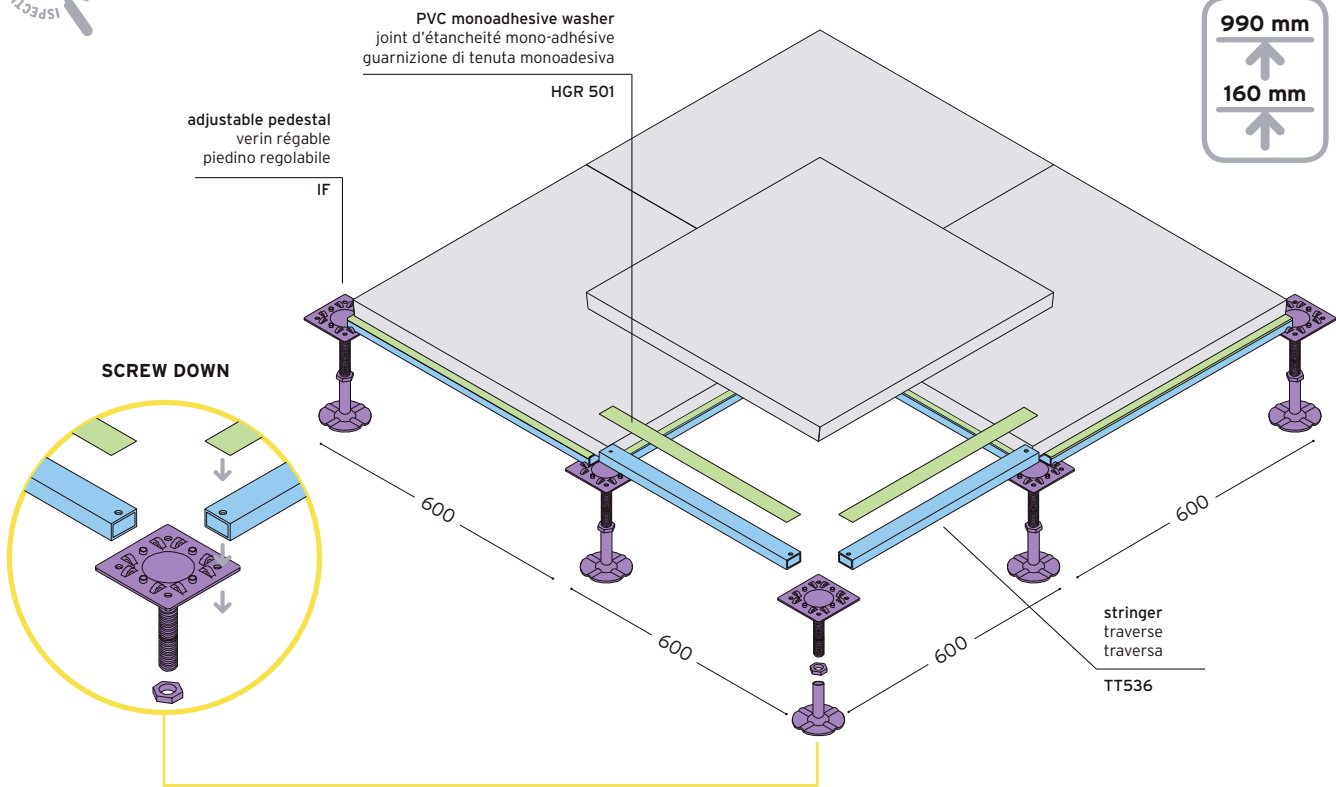 PVC monoadhesive washer
joint d'étancheité mono-adhésive
guarnizione di tenuta monoadesiva
HGR 501
990 mm
160 mm
adjustable pedestal
verin régable
piedino regolabile
IF
SCREW DOWN
600
600
600
600
stringer
traverse
traversa
TT536